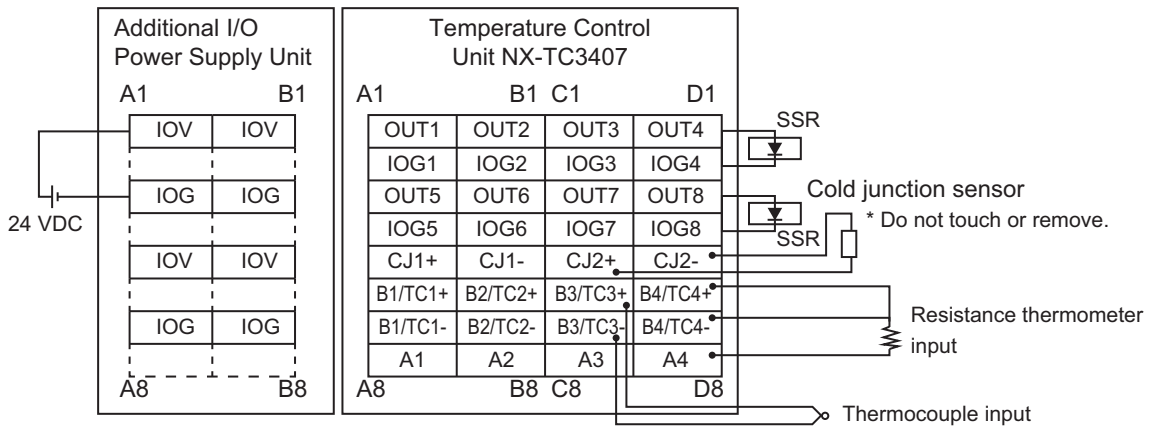 Additional I/O
Power Supply Unit
A1 B1
IOV IOV
IOG IOG
IOV IOV
IOG IOG
A8 B8
24 VDC
Temperature Control
Unit NX-TC3407
A1 B1 C1 D1
OUT1 OUT2 OUT3 OUT4
IOG1 IOG2 IOG3 IOG4
OUT5 OUT6 OUT7 OUT8
IOG5 IOG6 IOG7 IOG8
CJ1+ CJ1- CJ2+ CJ2-
B1/TC1+ B2/TC2+ B3/TC3+ B4/TC4+
B1/TC1- B2/TC2- B3/TC3- B4/TC4-
A1 A2 A3 A4
A8 B8 C8 D8
SSR
SSR
Cold junction sensor
* Do not touch or remove.
Resistance thermometer
input
Thermocouple input